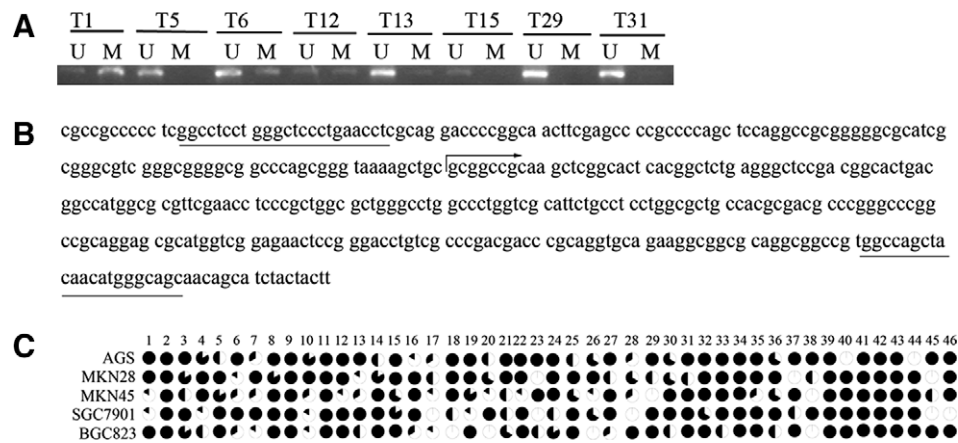 A
T1 T5 T6 T12 T13 T15 T29 T31
U M U M U M U M U M U M U M U M
B
cgccgccccc tcggcctcct gggctccctgaacctcgcag gaccccggca acttcgagcc ccgccccagc tccaggccgcgggggcgcatcg
cgggcgtc gggcggggcg gcccagcggg taaaagctgc gcggccgcaa gctcggcact cacggctctg agggctccga cggcactgac
ggccatggcg cgttcgaacc tcccgctggc gctgggcctg gccctggtcg cattctgcct cctggcgctg ccacgcgacg cccgggcccgg
ccgcaggag cgcatggtcg gagaactccg ggacctgtcg cccgacgacc cgcaggtgca gaaggcggcg caggcggccg tggccagcta
caacatgggcagcaacagca tctactactt
C
1 2 3 4 5 6 7 8 9 10 11 12 13 14 15 16 17 18 19 20 21 22 23 24 25 26 27 28 29 30 31 32 33 34 35 36 37 38 39 40 41 42 43 44 45 46
AGS
MKN28
MKN45
SGC7901
BGC823